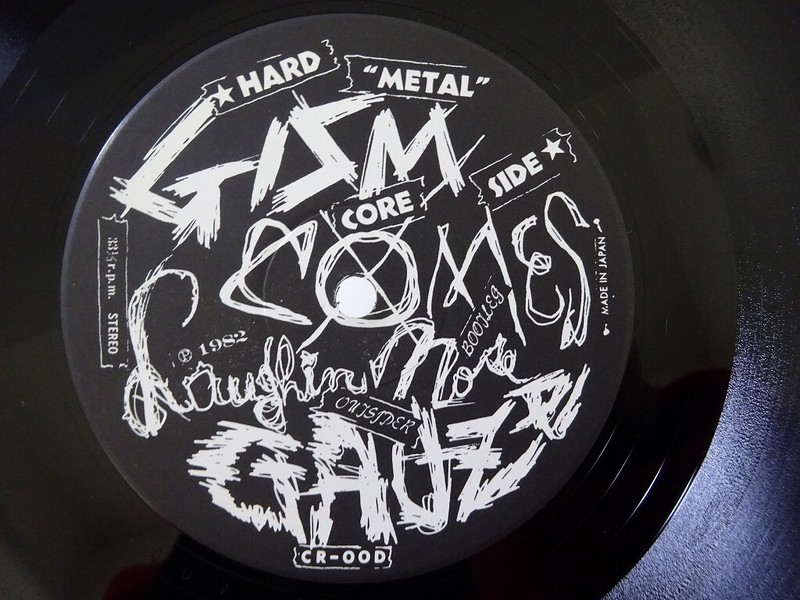 ★HARD
"METAL"
GISM
CORE
SIDE★
COMES
33⅓ r.p.m. STEREO
MADE IN JAPAN
℗ 1982
BOOTLEG
Laughin Nose
OUTSIDER
GAUZE
CR-00D